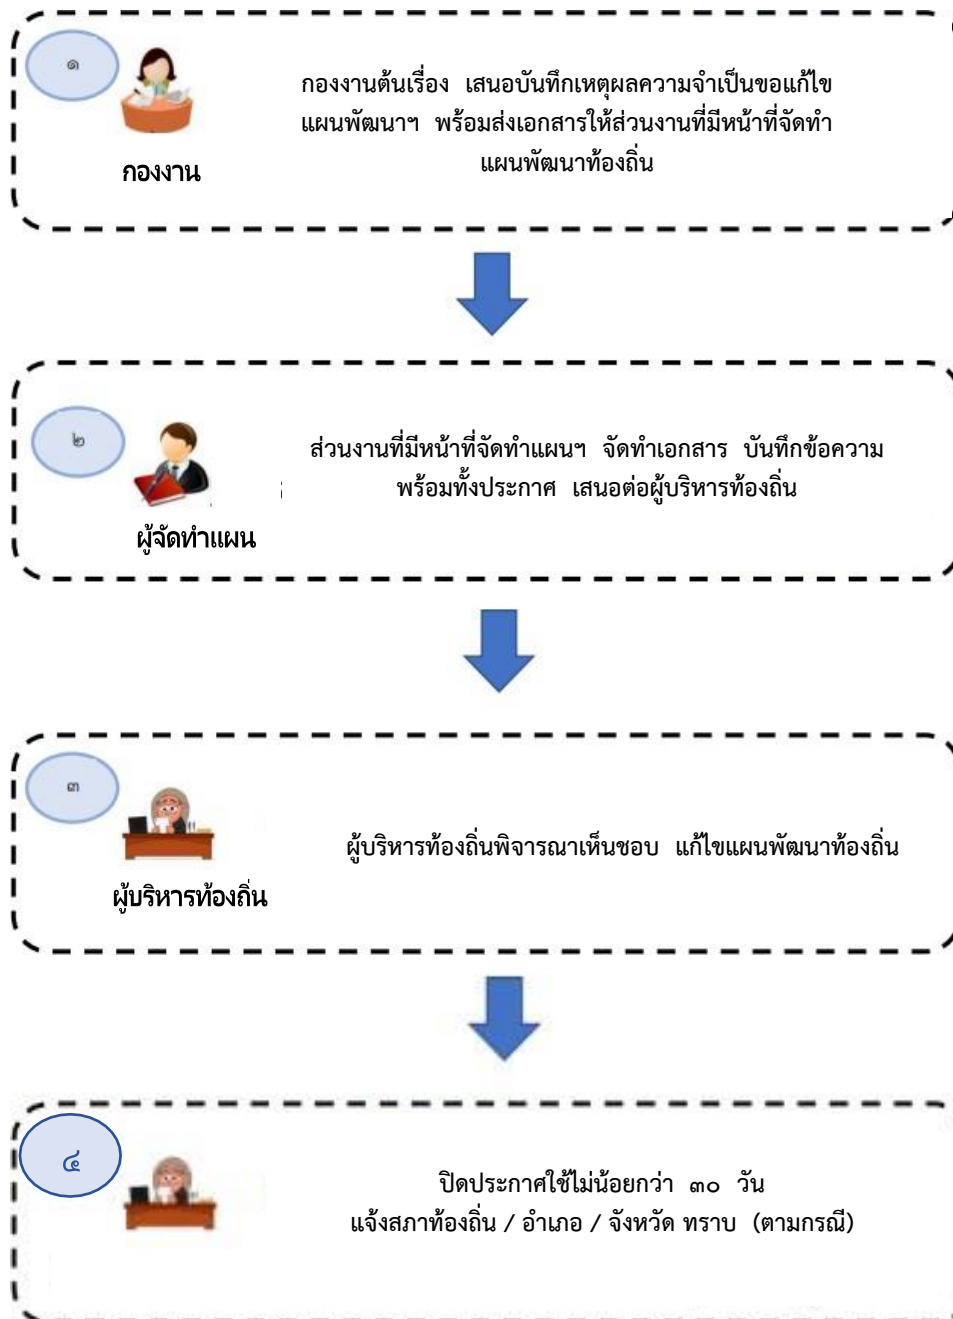 ๑
กองงานต้นเรื่อง เสนอบันทึกเหตุผลความจำเป็นขอแก้ไข
แผนพัฒนาฯ พร้อมส่งเอกสารให้ส่วนงานที่มีหน้าที่จัดทำ
แผนพัฒนาท้องถิ่น
กองงาน
๒
ส่วนงานที่มีหน้าที่จัดทำแผนฯ จัดทำเอกสาร บันทึกข้อความ
พร้อมทั้งประกาศ เสนอต่อผู้บริหารท้องถิ่น
ผู้จัดทำแผน
๓
ผู้บริหารท้องถิ่นพิจารณาเห็นชอบ แก้ไขแผนพัฒนาท้องถิ่น
ผู้บริหารท้องถิ่น
๔
ปิดประกาศใช้ไม่น้อยกว่า ๓๐ วัน
แจ้งสภาท้องถิ่น / อำเภอ / จังหวัด ทราบ (ตามกรณี)